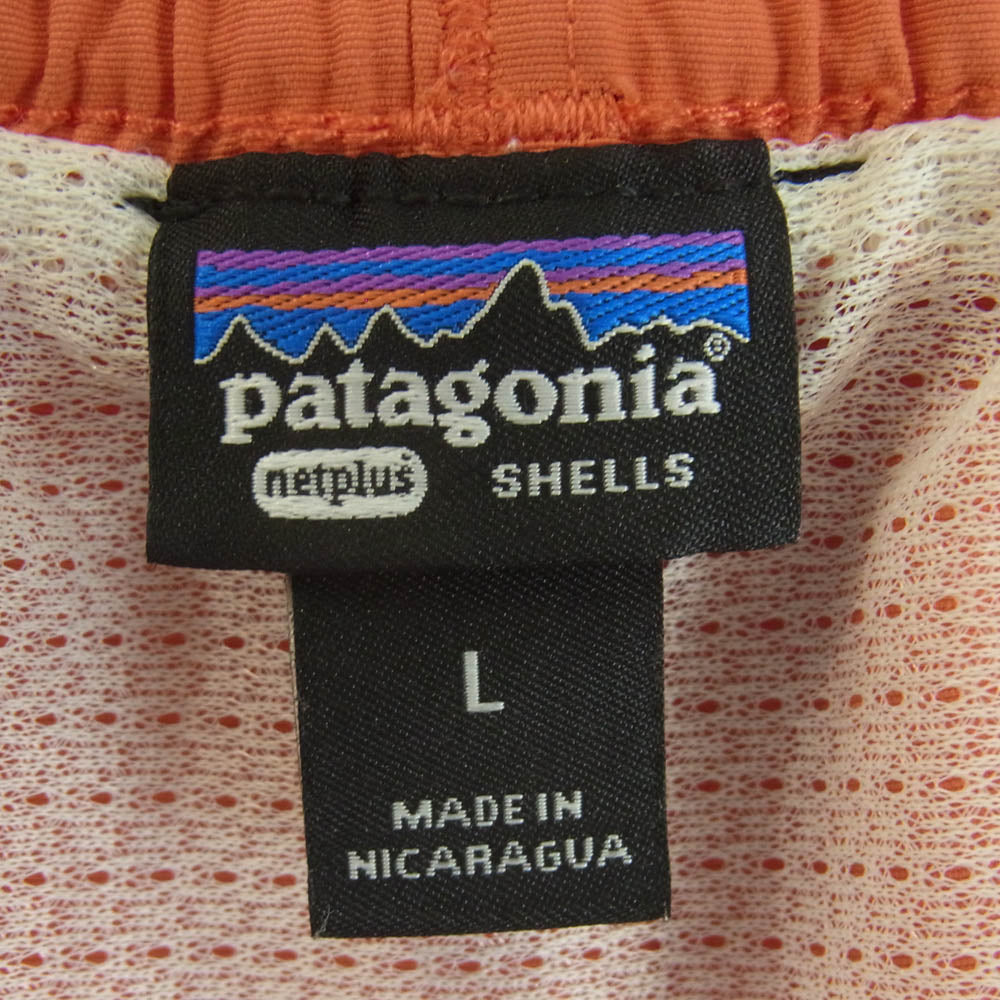 patagonia®
netplus® SHELLS
L
MADE IN
NICARAGUA